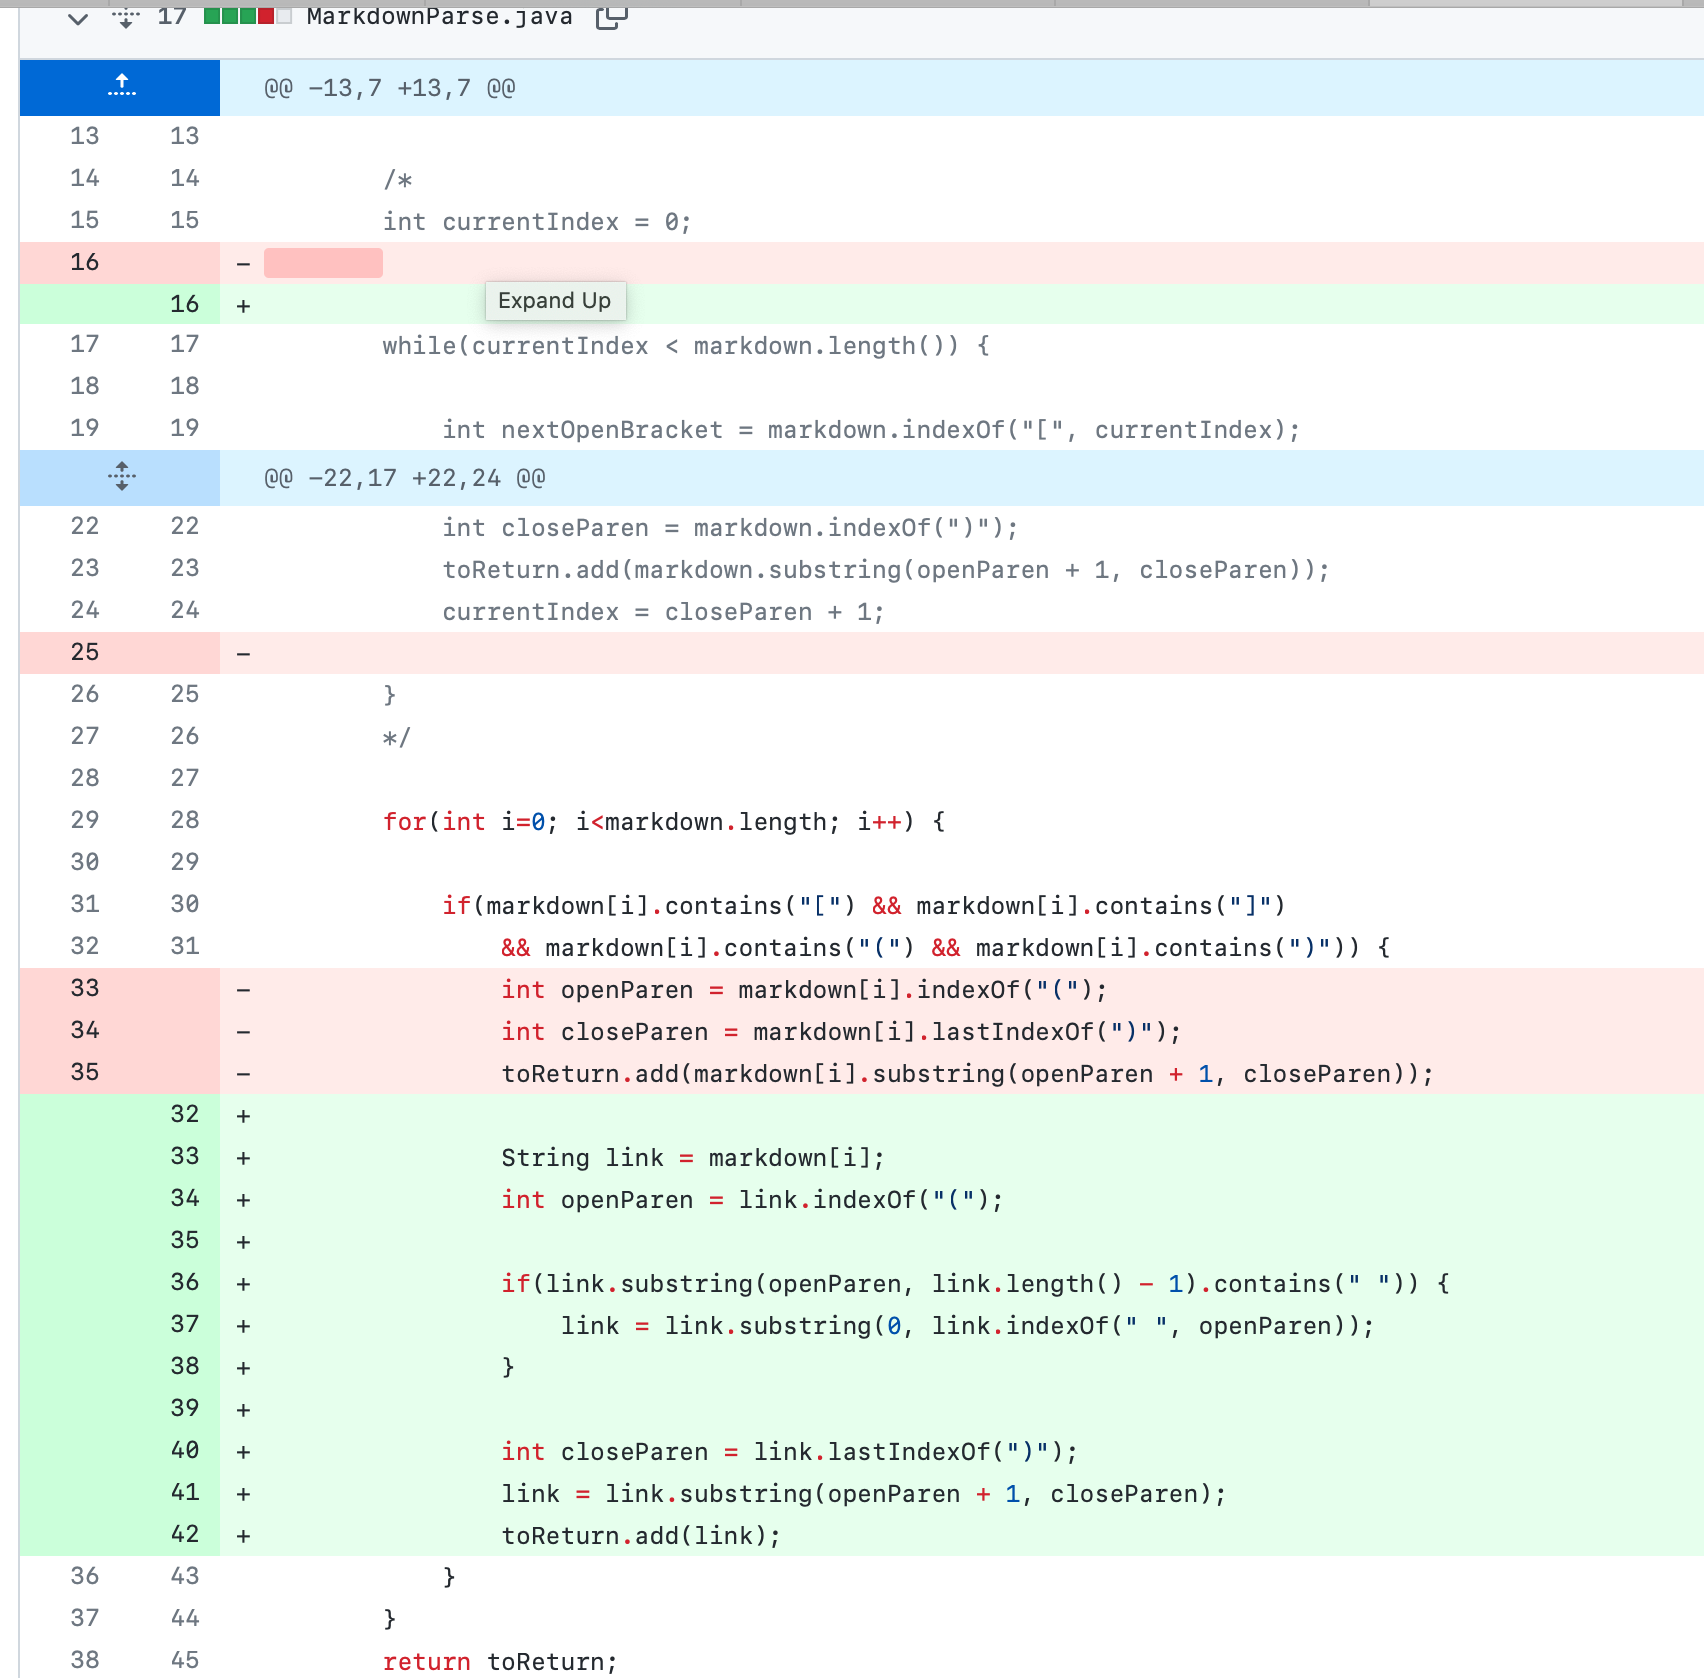 17 MarkdownParse.java
@@ -13,7 +13,7 @@
13 13
14 14 /*
15 15 int currentIndex = 0;
16 -
16 +
Expand Up
17 17 while(currentIndex < markdown.length()) {
18 18
19 19 int nextOpenBracket = markdown.indexOf("[", currentIndex);
@@ -22,17 +22,24 @@
22 22 int closeParen = markdown.indexOf(")");
23 23 toReturn.add(markdown.substring(openParen + 1, closeParen));
24 24 currentIndex = closeParen + 1;
25 -
26 25 }
27 26 */
28 27
29 28 for(int i=0; i<markdown.length; i++) {
30 29
31 30 if(markdown[i].contains("[") && markdown[i].contains("]")
32 31 && markdown[i].contains("(") && markdown[i].contains(")")) {
33 - int openParen = markdown[i].indexOf("(");
34 - int closeParen = markdown[i].lastIndexOf(")");
35 - toReturn.add(markdown[i].substring(openParen + 1, closeParen));
32 +
33 + String link = markdown[i];
34 + int openParen = link.indexOf("(");
35 +
36 + if(link.substring(openParen, link.length() - 1).contains(" ")) {
37 + link = link.substring(0, link.indexOf(" ", openParen));
38 + }
39 +
40 + int closeParen = link.lastIndexOf(")");
41 + link = link.substring(openParen + 1, closeParen);
42 + toReturn.add(link);
36 43 }
37 44 }
38 45 return toReturn;